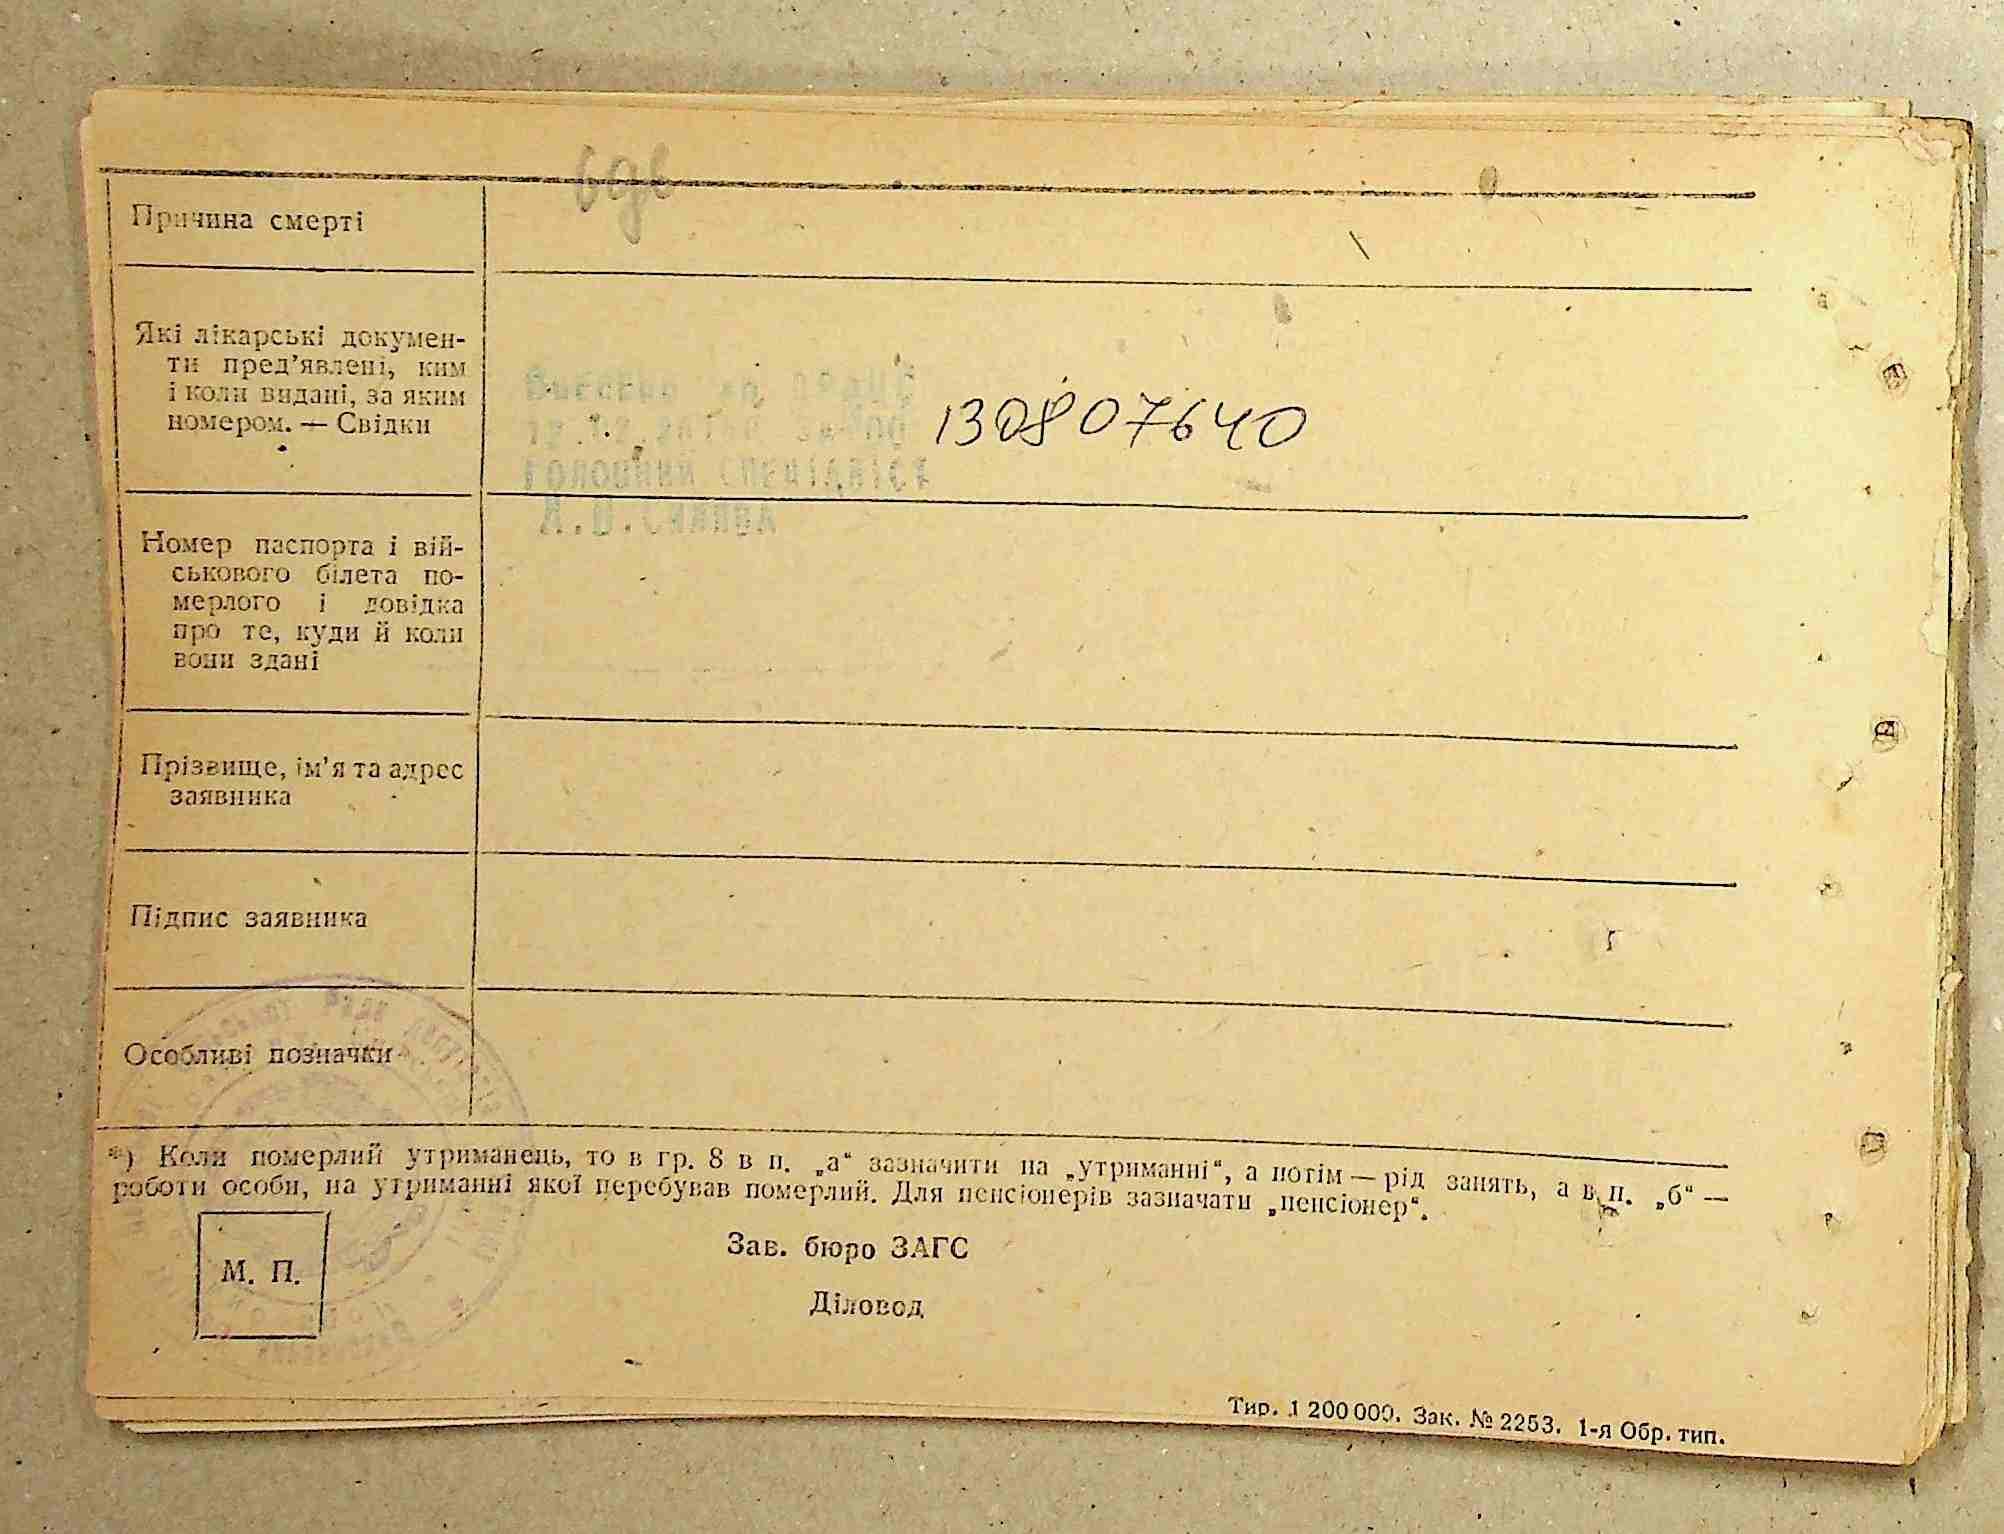 Причина смерті
Які лікарські докумен-
ти пред’явлені, ким
і коли видані, за яким
номером. — Свідки
130807640
головний спеціаліст
Номер паспорта і вій-
ськового білета по-
мерлого і довідка
про те, куди й коли
вони здані
Прізвище, ім’я та адрес
заявника
Підпис заявника
Особливі позначки
*) Коли померлий утриманець, то в гр. 8 в п. „а“ зазначити на „утриманні“, а потім — рід занять, а в п. „б“ —
роботи особи, на утриманні якої перебував померлий. Для пенсіонерів зазначати „пенсіонер“.
М. П.
Зав. бюро ЗАГС
Діловод
Тир. 1 200 000. Зак. № 2253. 1-я Обр. тип.